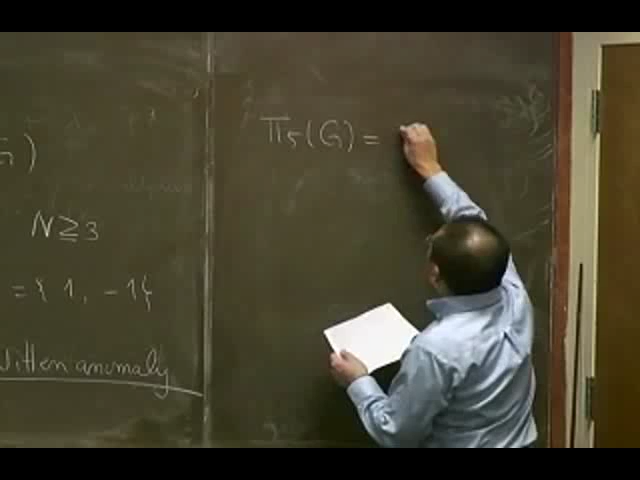 G)
N ≥ 3
= { 1, -1 }
Witten anomaly
Π₅(G) =